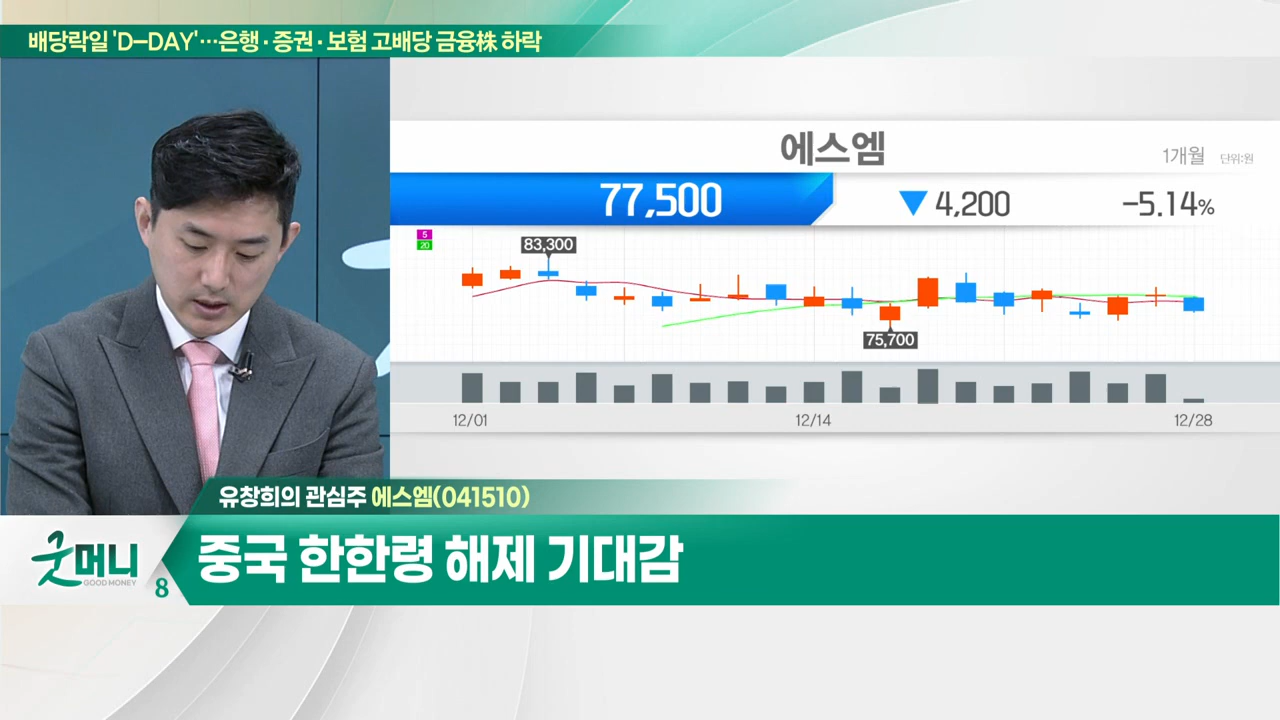 배당락일 'D-DAY'…은행·증권·보험 고배당 금융株 하락
에스엠
1개월 단위:원
77,500 ▼4,200 -5.14%
5
20
83,300
75,700
12/01 12/14 12/28
유창희의 관심주 에스엠(041510)
중국 한한령 해제 기대감
굿머니
GOOD MONEY
8